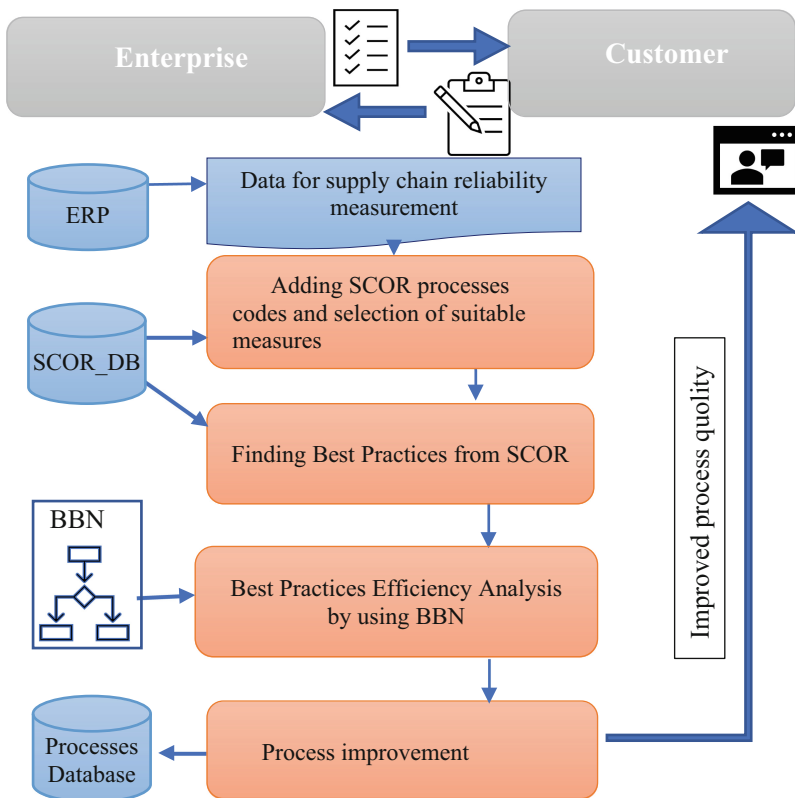 Enterprise
Customer
ERP
Data for supply chain reliability
measurement
Adding SCOR processes
codes and selection of suitable
measures
SCOR_DB
Finding Best Practices from SCOR
BBN
Best Practices Efficiency Analysis
by using BBN
Processes
Database
Process improvement
Improved process quolity